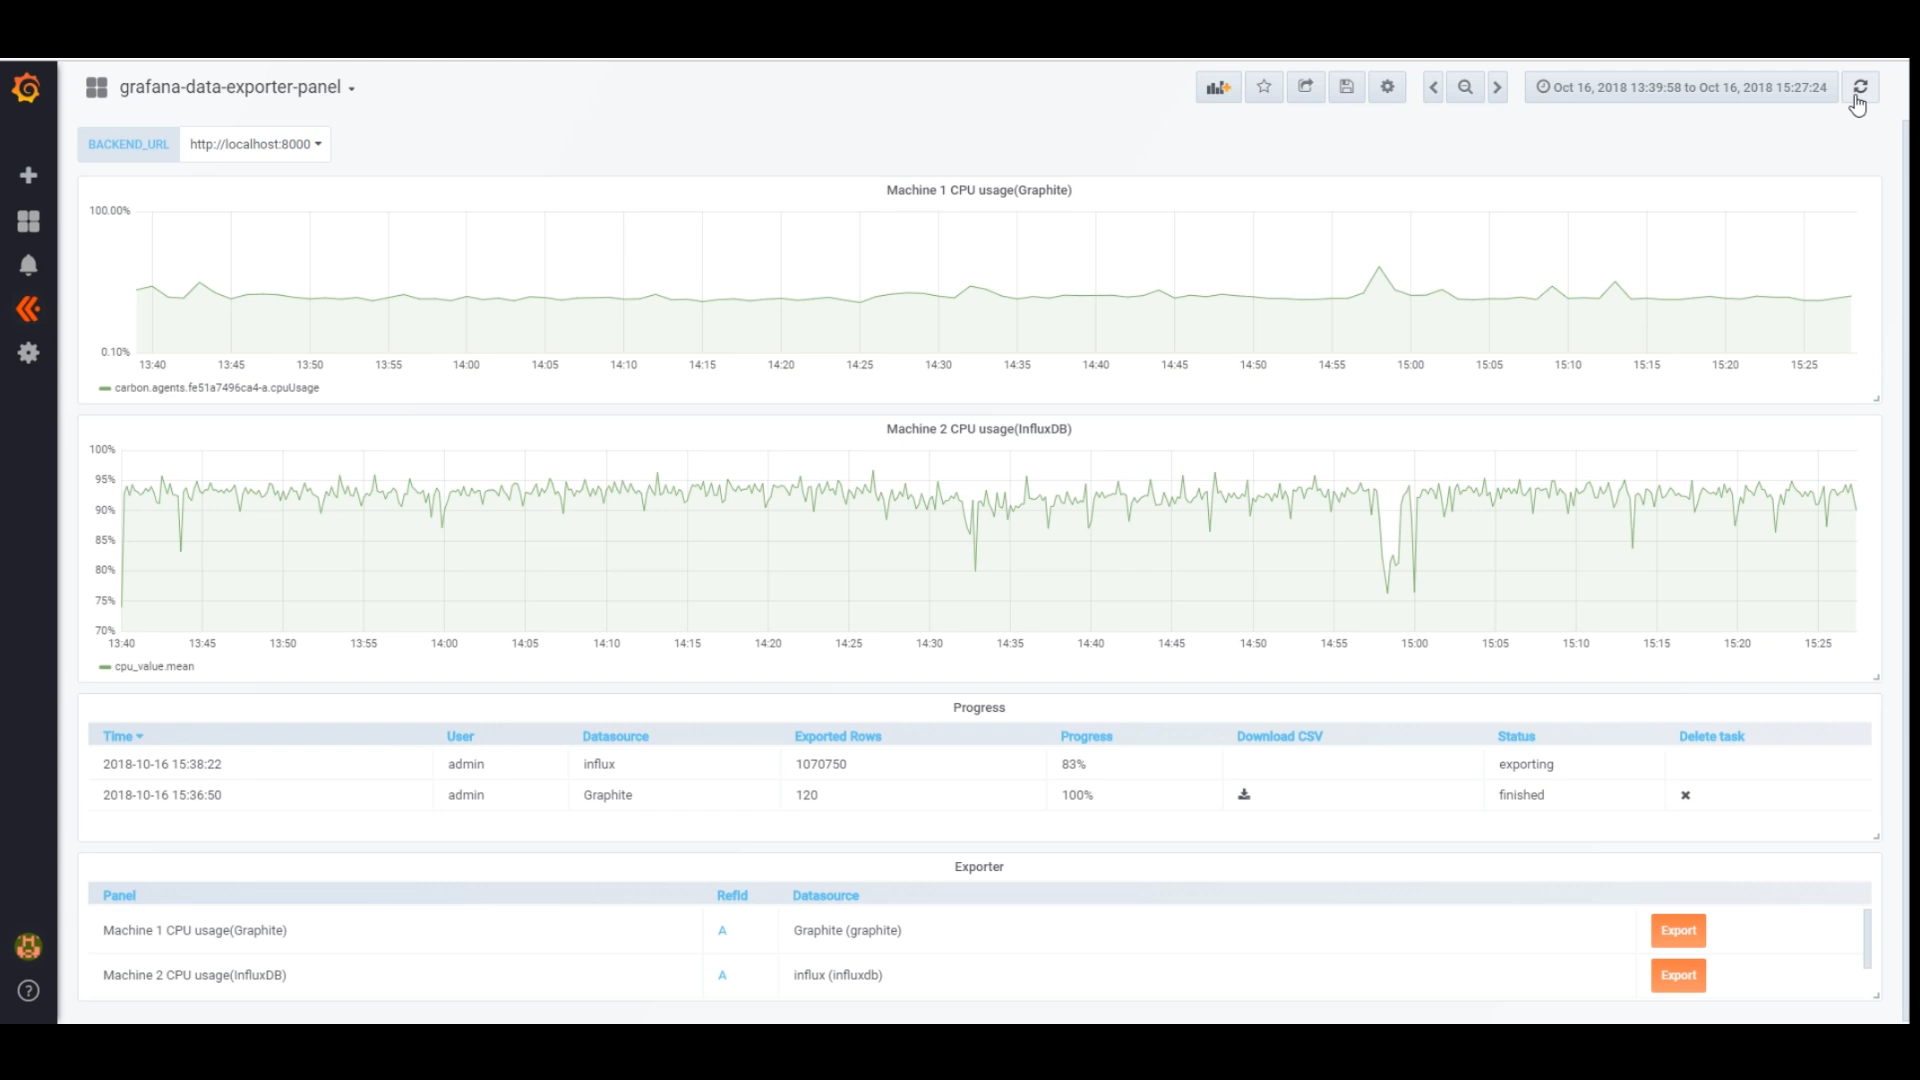 grafana-data-exporter-panel
Oct 16, 2018 13:39:58 to Oct 16, 2018 15:27:24
BACKEND_URL http://localhost:8000
Machine 1 CPU usage(Graphite)
100.00%
0.10%
13:40 13:45 13:50 13:55 14:00 14:05 14:10 14:15 14:20 14:25 14:30 14:35 14:40 14:45 14:50 14:55 15:00 15:05 15:10 15:15 15:20 15:25
carbon.agents.fe51a7496ca4-a.cpuUsage
Machine 2 CPU usage(InfluxDB)
100%
95%
90%
85%
80%
75%
70%
13:40 13:45 13:50 13:55 14:00 14:05 14:10 14:15 14:20 14:25 14:30 14:35 14:40 14:45 14:50 14:55 15:00 15:05 15:10 15:15 15:20 15:25
cpu_value.mean
Progress
Time User Datasource Exported Rows Progress Download CSV Status Delete task
2018-10-16 15:38:22 admin influx 1070750 83% exporting
2018-10-16 15:36:50 admin Graphite 120 100% finished
Exporter
Panel RefId Datasource
Machine 1 CPU usage(Graphite) A Graphite (graphite) Export
Machine 2 CPU usage(InfluxDB) A influx (influxdb) Export